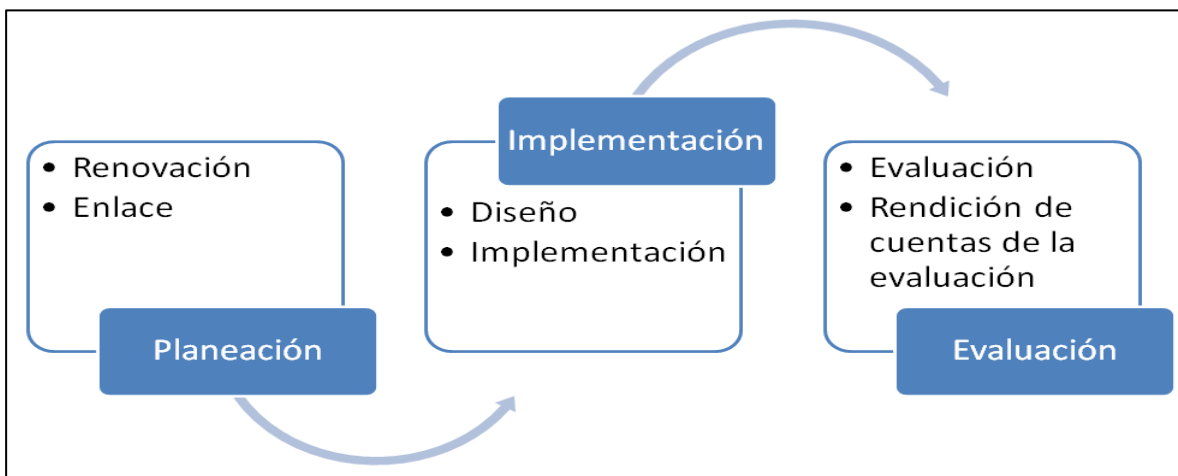 • Renovación
• Enlace
Planeación
Implementación
• Diseño
• Implementación
• Evaluación
• Rendición de
cuentas de la
evaluación
Evaluación